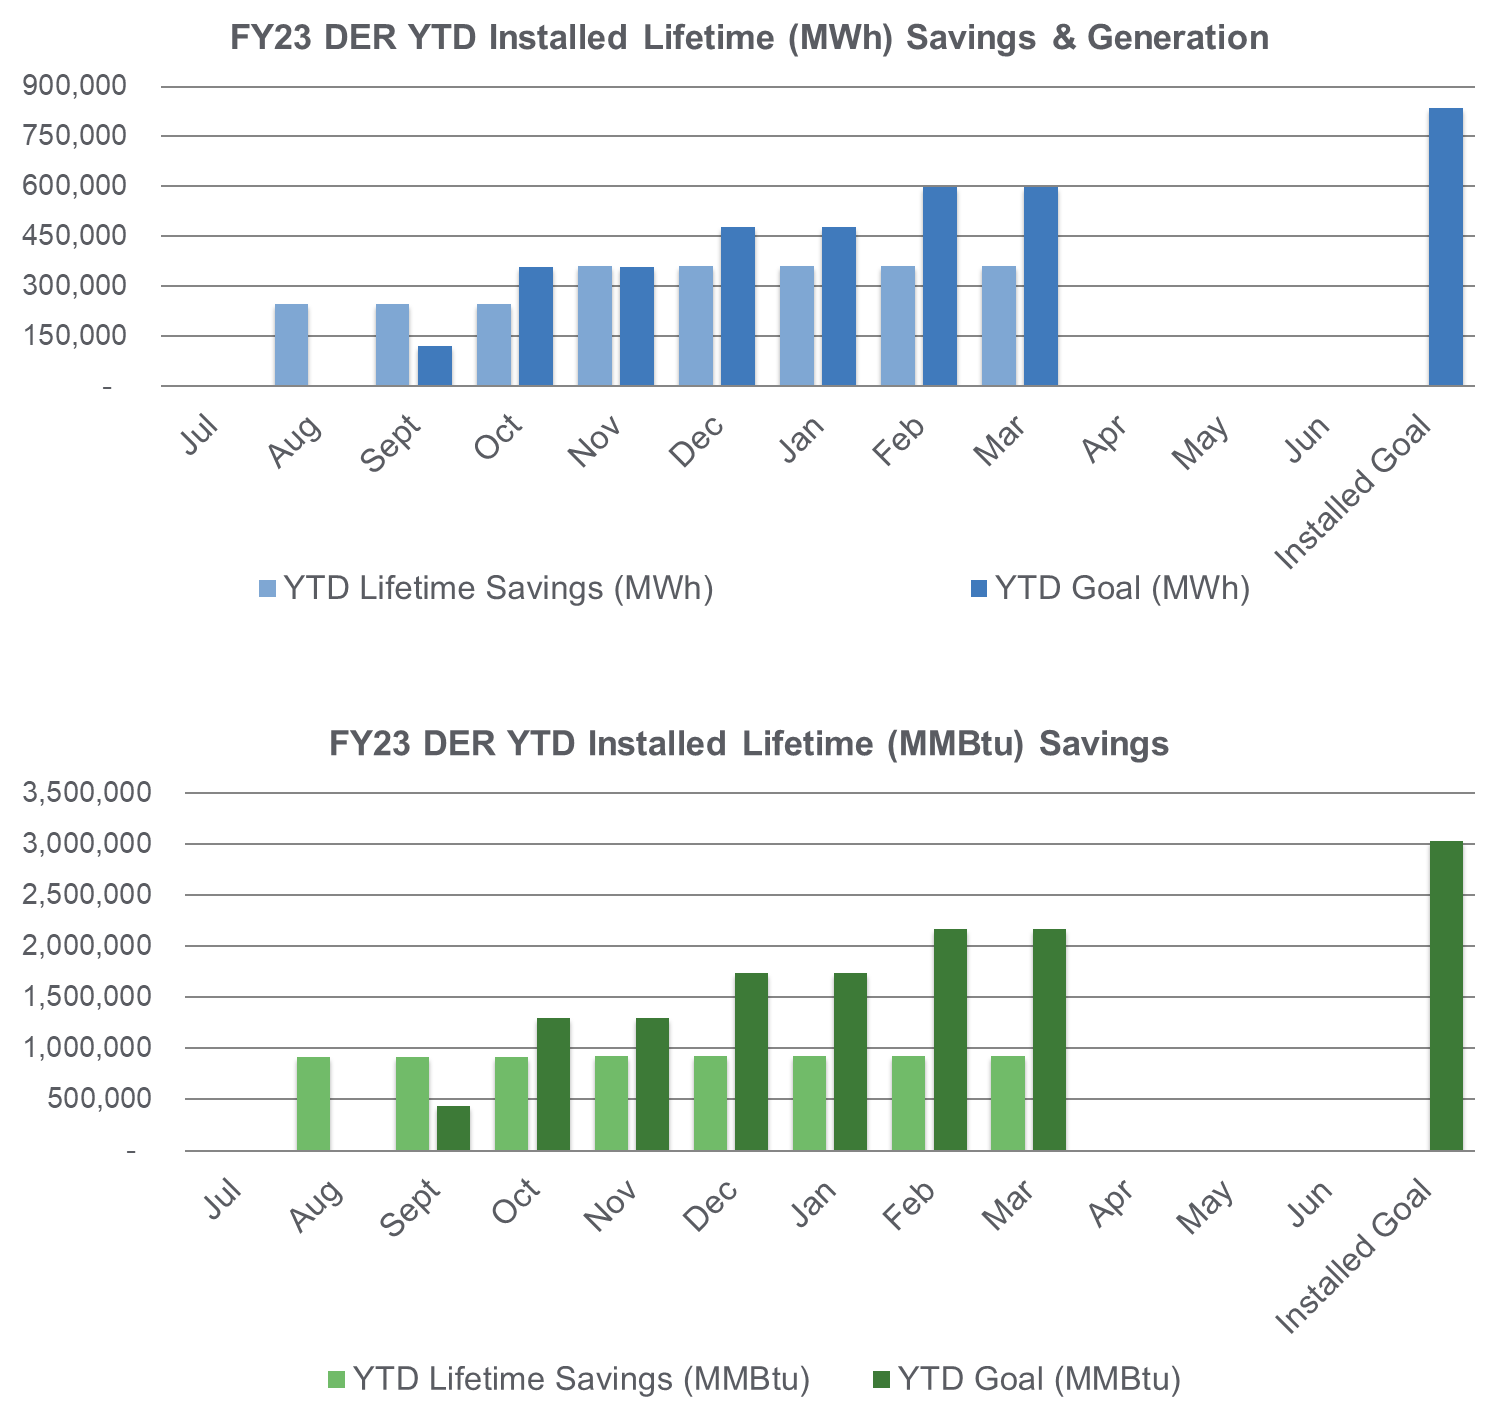 FY23 DER YTD Installed Lifetime (MWh) Savings & Generation
900,000
750,000
600,000
450,000
300,000
150,000
-
Jul Aug Sept Oct Nov Dec Jan Feb Mar Apr May Jun Installed Goal
YTD Lifetime Savings (MWh) YTD Goal (MWh)
FY23 DER YTD Installed Lifetime (MMBtu) Savings
3,500,000
3,000,000
2,500,000
2,000,000
1,500,000
1,000,000
500,000
-
Jul Aug Sept Oct Nov Dec Jan Feb Mar Apr May Jun Installed Goal
YTD Lifetime Savings (MMBtu) YTD Goal (MMBtu)